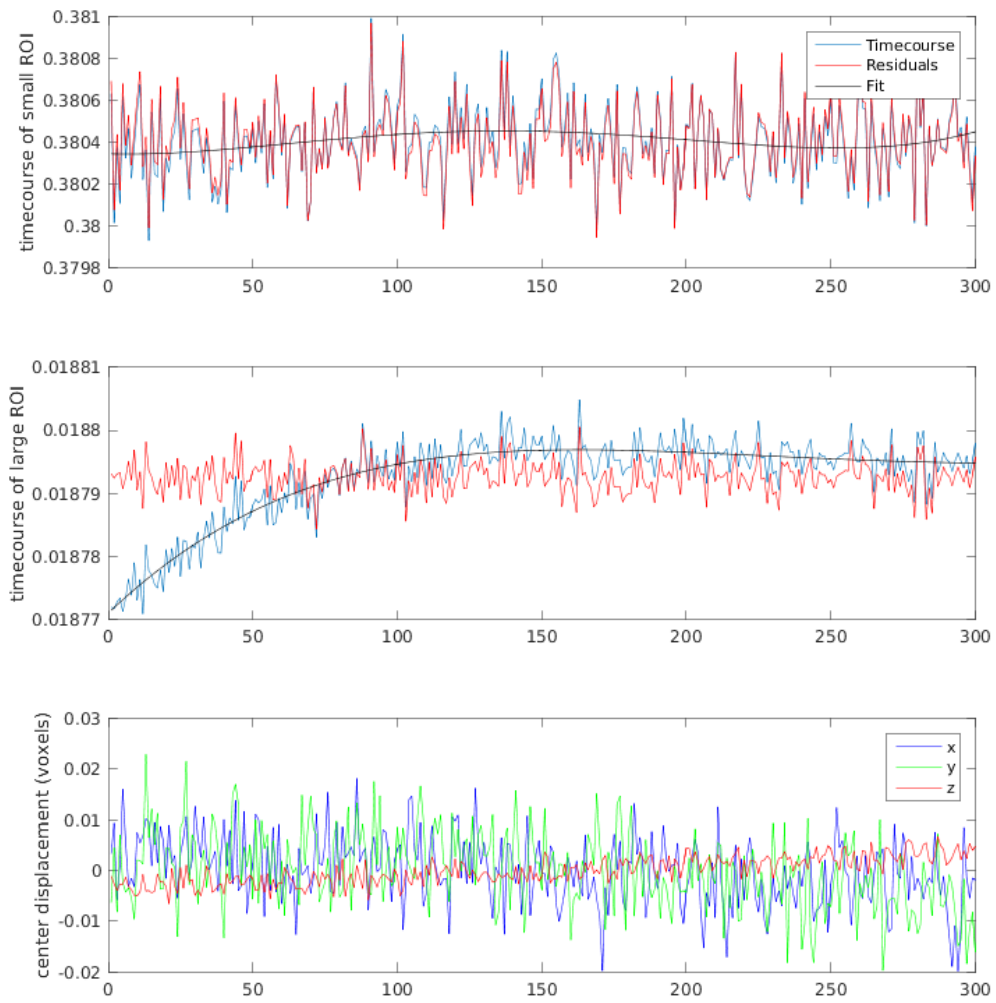 timecourse of small ROI
0.381
0.3808
0.3806
0.3804
0.3802
0.38
0.3798
Timecourse
Residuals
Fit
0 50 100 150 200 250 300
timecourse of large ROI
0.01881
0.0188
0.01879
0.01878
0.01877
0 50 100 150 200 250 300
center displacement (voxels)
0.03
0.02
0.01
0
-0.01
-0.02
x
y
z
0 50 100 150 200 250 300